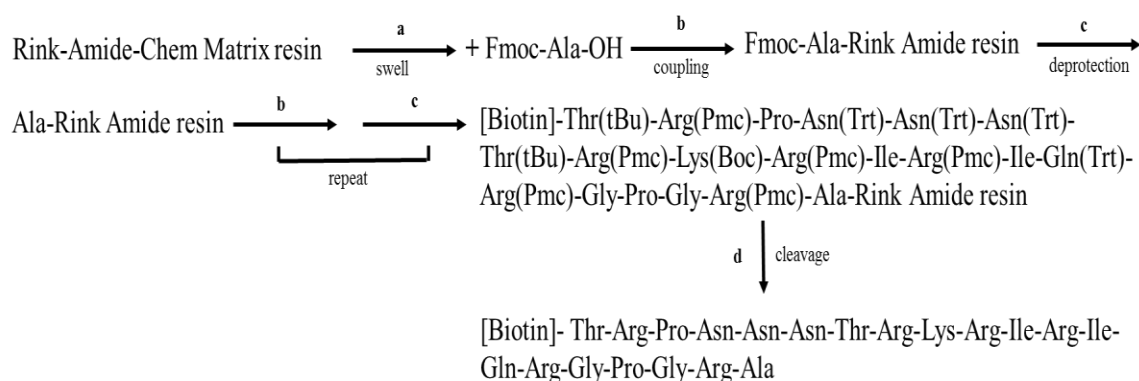 a b c
Rink-Amide-Chem Matrix resin + Fmoc-Ala-OH Fmoc-Ala-Rink Amide resin
swell coupling deprotection
b c
Ala-Rink Amide resin [Biotin]-Thr(tBu)-Arg(Pmc)-Pro-Asn(Trt)-Asn(Trt)-Asn(Trt)-
Thr(tBu)-Arg(Pmc)-Lys(Boc)-Arg(Pmc)-Ile-Arg(Pmc)-Ile-Gln(Trt)-
repeat
Arg(Pmc)-Gly-Pro-Gly-Arg(Pmc)-Ala-Rink Amide resin
d cleavage
[Biotin]- Thr-Arg-Pro-Asn-Asn-Asn-Thr-Arg-Lys-Arg-Ile-Arg-Ile-
Gln-Arg-Gly-Pro-Gly-Arg-Ala